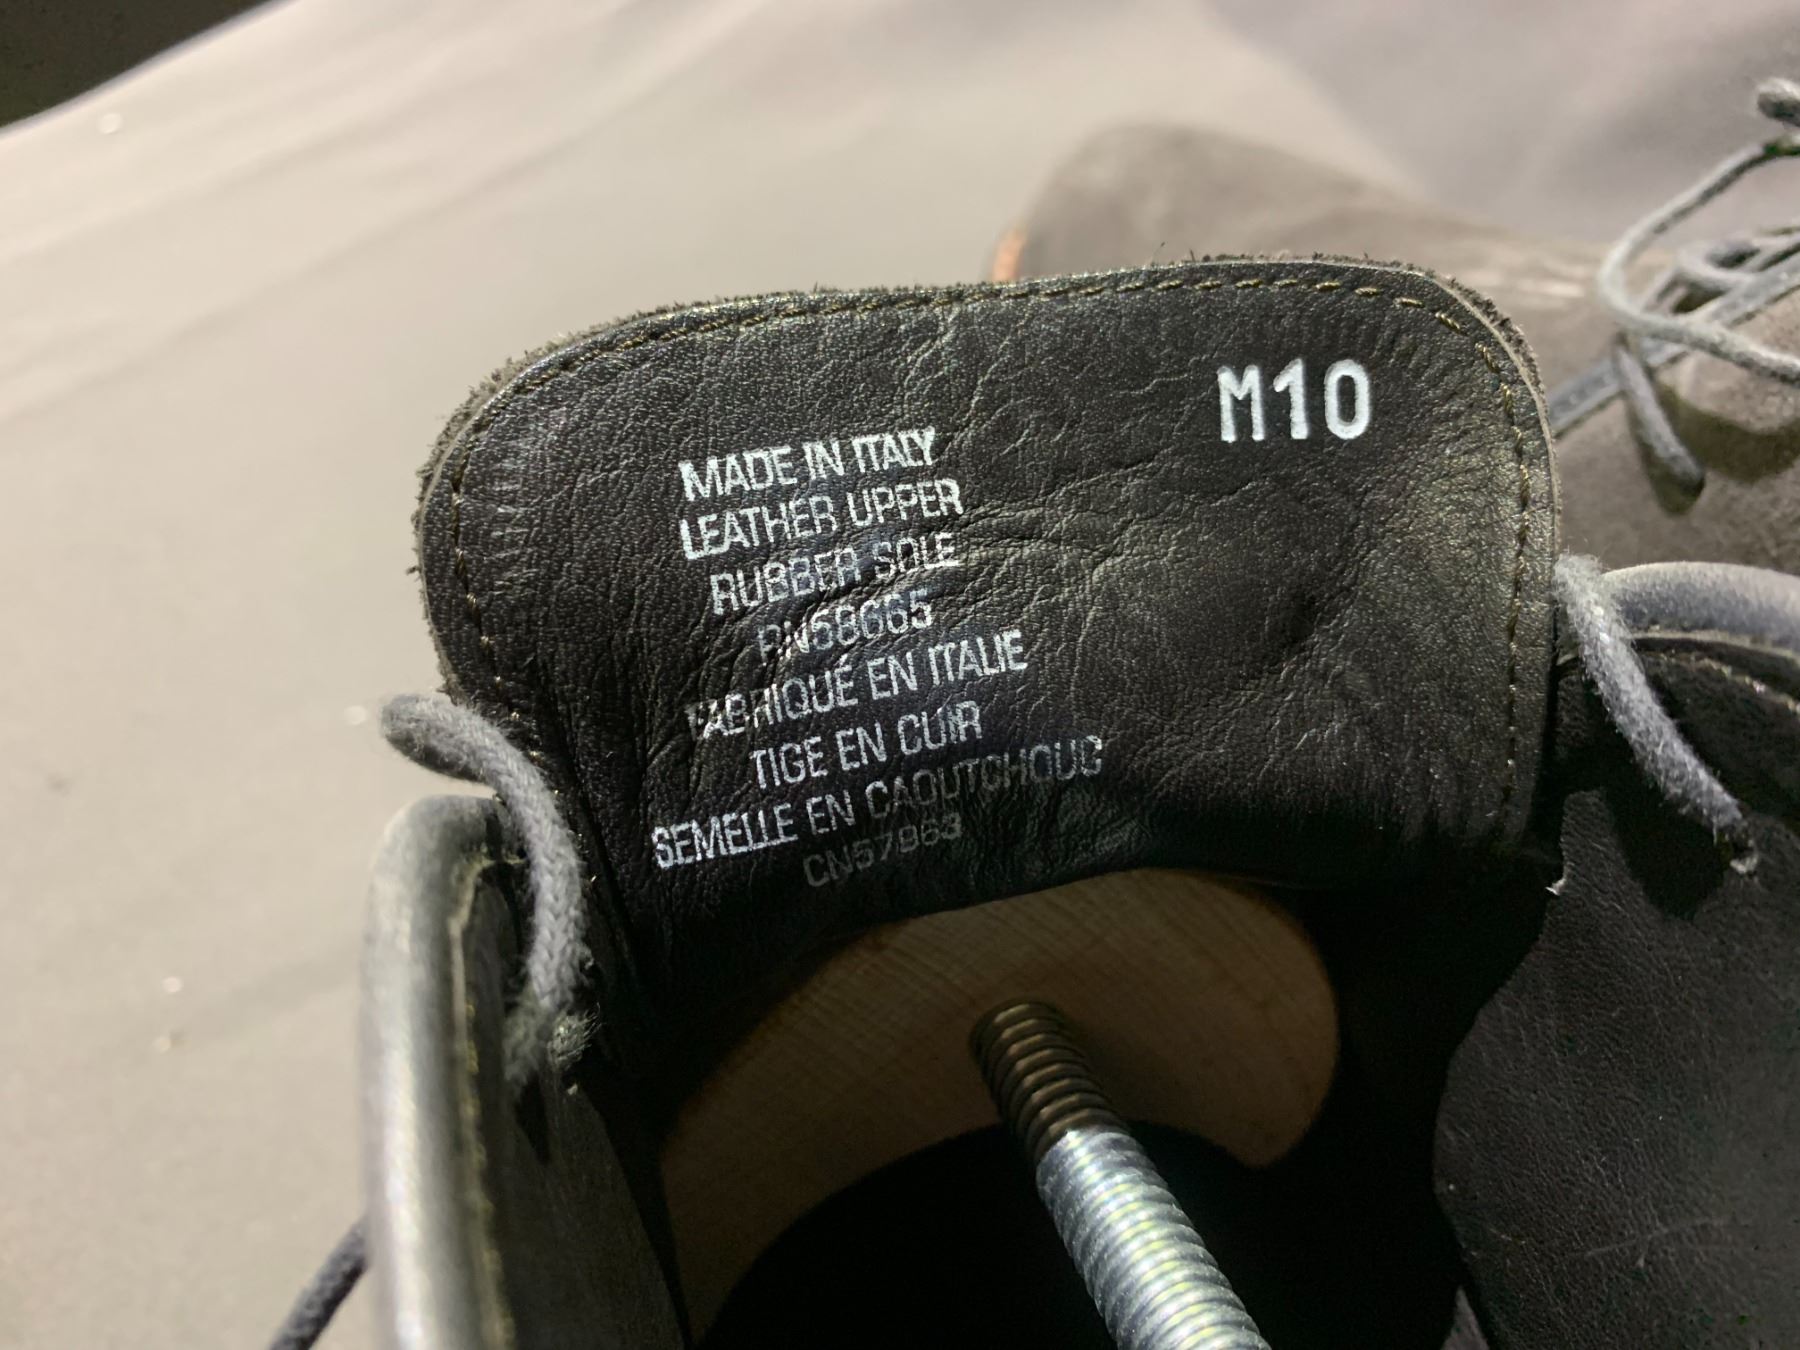 M10
MADE IN ITALY
LEATHER UPPER
RUBBER SOLE
RN58665
FABRIQUÉ EN ITALIE
TIGE EN CUIR
SEMELLE EN CAOUTCHOUC
CN57863